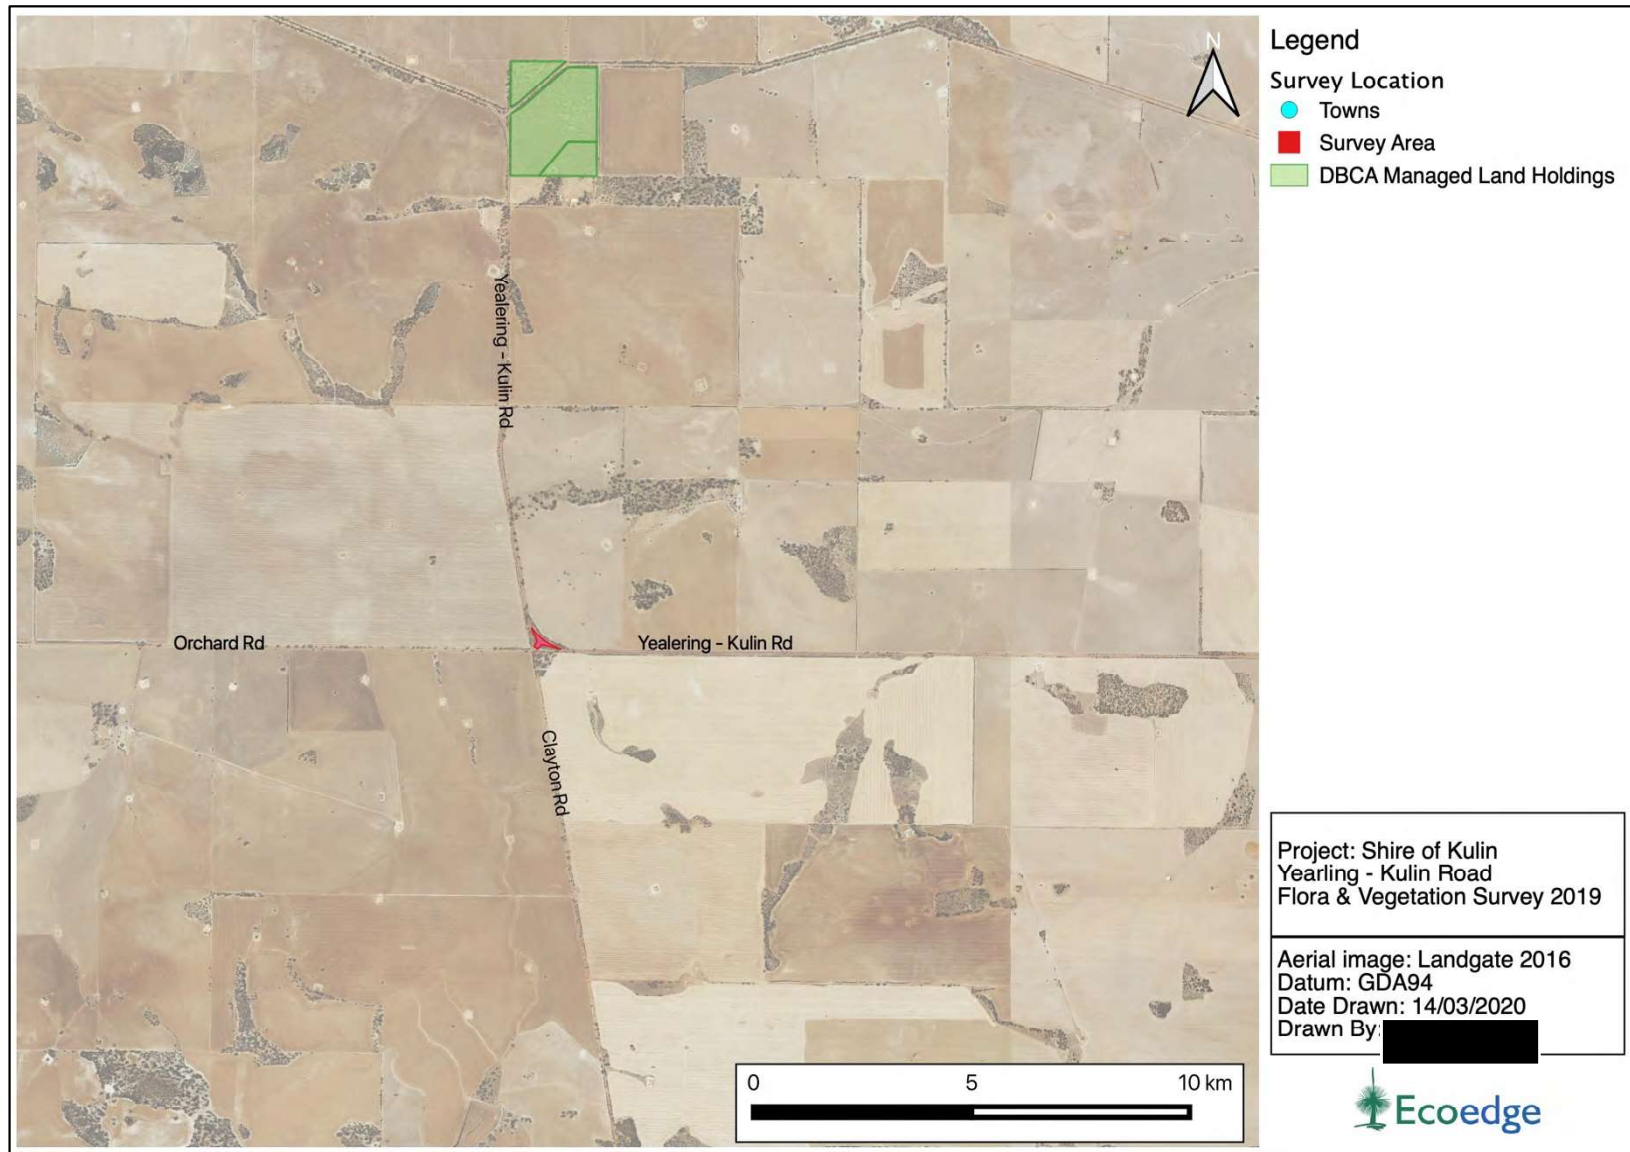 N
Legend
Survey Location
Towns
Survey Area
DBCA Managed Land Holdings
Yealering - Kulin Rd
Orchard Rd
Yealering - Kulin Rd
Clayton Rd
0 5 10 km
Project: Shire of Kulin
Yearling - Kulin Road
Flora & Vegetation Survey 2019
Aerial image: Landgate 2016
Datum: GDA94
Date Drawn: 14/03/2020
Drawn By:
Ecoedge